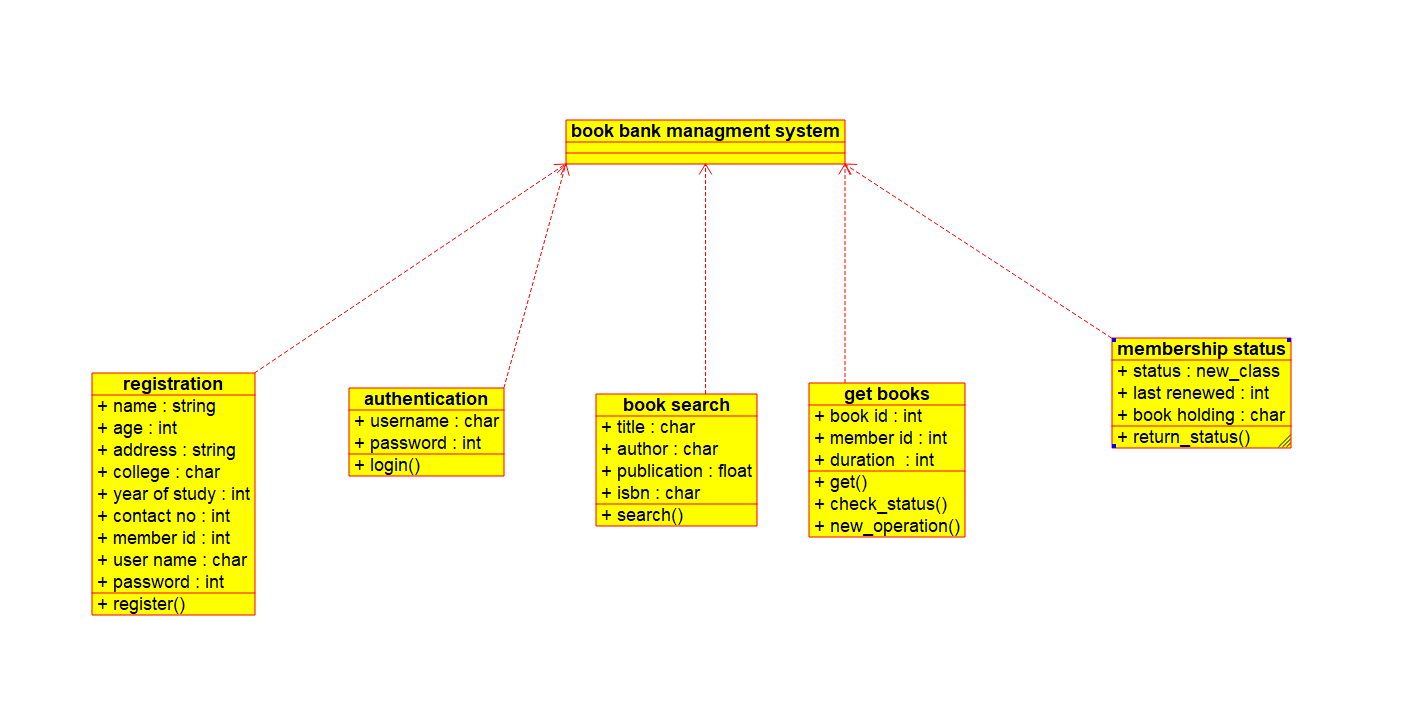 book bank managment system
registration
+ name : string
+ age : int
+ address : string
+ college : char
+ year of study : int
+ contact no : int
+ member id : int
+ user name : char
+ password : int
+ register()
authentication
+ username : char
+ password : int
+ login()
book search
+ title : char
+ author : char
+ publication : float
+ isbn : char
+ search()
get books
+ book id : int
+ member id : int
+ duration  : int
+ get()
+ check_status()
+ new_operation()
membership status
+ status : new_class
+ last renewed : int
+ book holding : char
+ return_status()